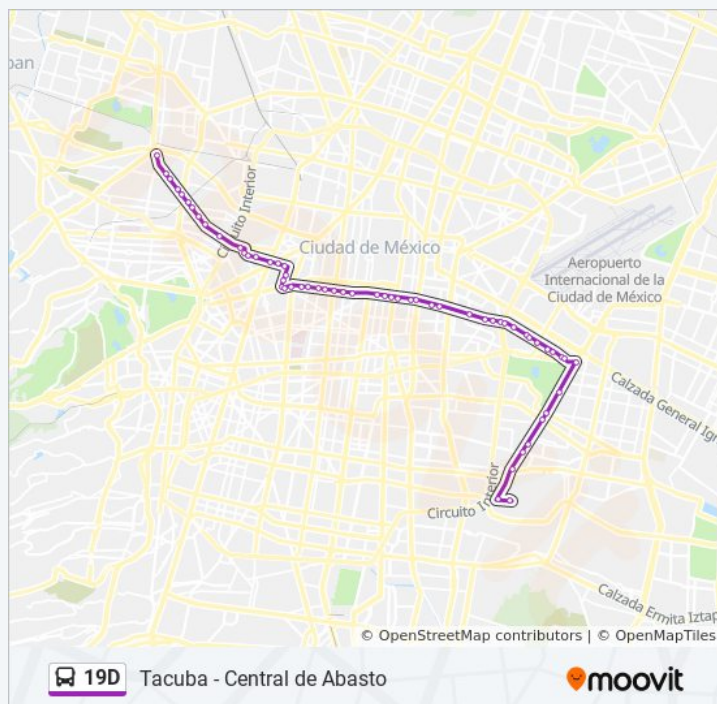 pan
Circuito Interior
Ciudad de México
Aeropuerto
Internacional de la
Ciudad de México
Calzada General Ign
Circuito Interior
Calzada Ermita Iztap
© OpenStreetMap contributors | © OpenMapTiles
19D Tacuba - Central de Abasto
moovit